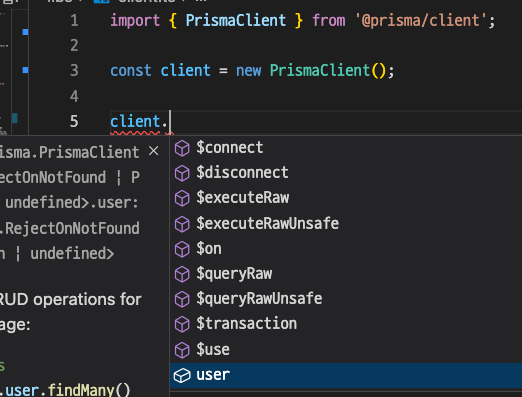 1 import { PrismaClient } from '@prisma/client';
2
3 const client = new PrismaClient();
4
5 client.
isma.PrismaClient
ectOnNotFound | P
undefined>.user:
.RejectOnNotFound
n | undefined>
RUD operations for
age:
s
.user.findMany()
$connect
$disconnect
$executeRaw
$executeRawUnsafe
$on
$queryRaw
$queryRawUnsafe
$transaction
$use
user